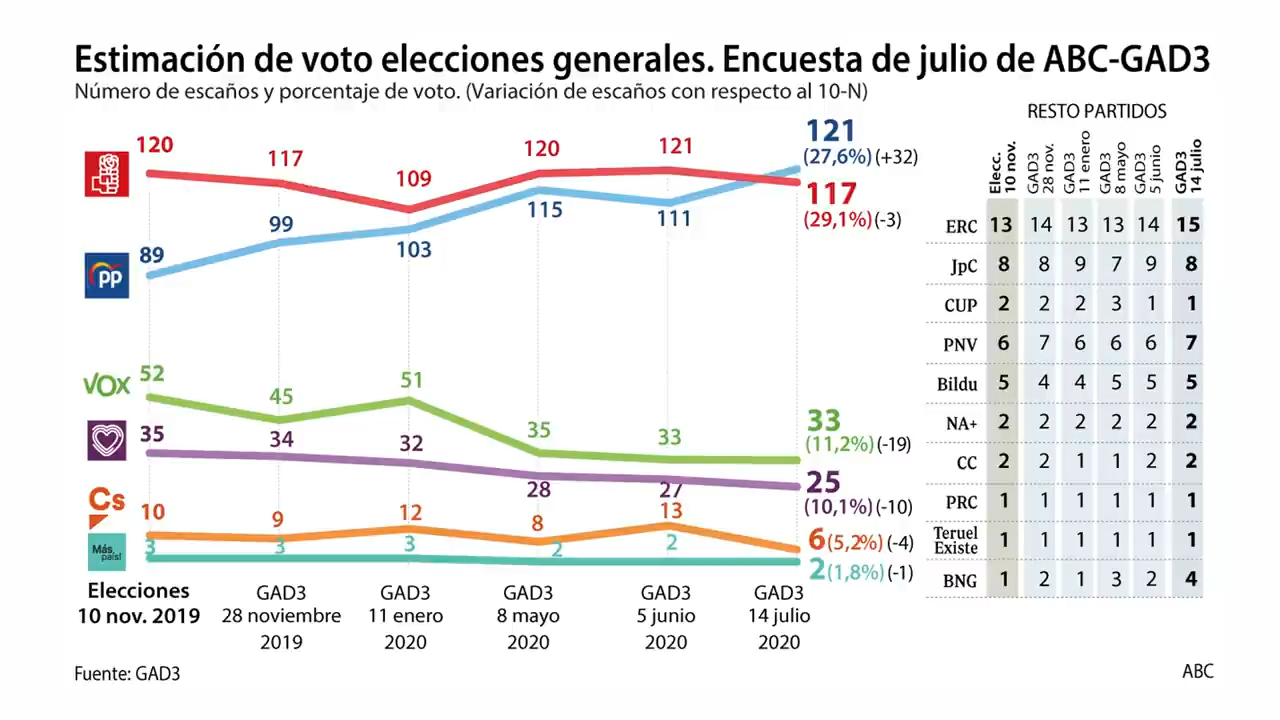 Estimación de voto elecciones generales. Encuesta de julio de ABC-GAD3
Número de escaños y porcentaje de voto. (Variación de escaños con respecto al 10-N)
120
117
109
120
121
121
(27,6%) (+32)
117
(29,1%) (-3)
pp
89
99
103
115
111
VOX
52
45
51
35
33
33
(11,2%) (-19)
35
34
32
28
27
25
(10,1%) (-10)
Cs
10
9
12
8
13
6 (5,2%) (-4)
Más país!
3
3
3
2
2
2 (1,8%) (-1)
Elecciones
10 nov. 2019
GAD3
28 noviembre
2019
GAD3
11 enero
2020
GAD3
8 mayo
2020
GAD3
5 junio
2020
GAD3
14 julio
2020
RESTO PARTIDOS
Elec.
10 nov.
GAD3
28 nov.
GAD3
11 enero
GAD3
8 mayo
GAD3
5 junio
GAD3
14 julio
ERC 13 14 13 13 14 15
JpC 8 8 9 7 9 8
CUP 2 2 2 3 1 1
PNV 6 7 6 6 6 7
Bildu 5 4 4 5 5 5
NA+ 2 2 2 2 2 2
CC 2 2 1 1 2 2
PRC 1 1 1 1 1 1
Teruel
Existe 1 1 1 1 1 1
BNG 1 2 1 3 2 4
Fuente: GAD3
ABC